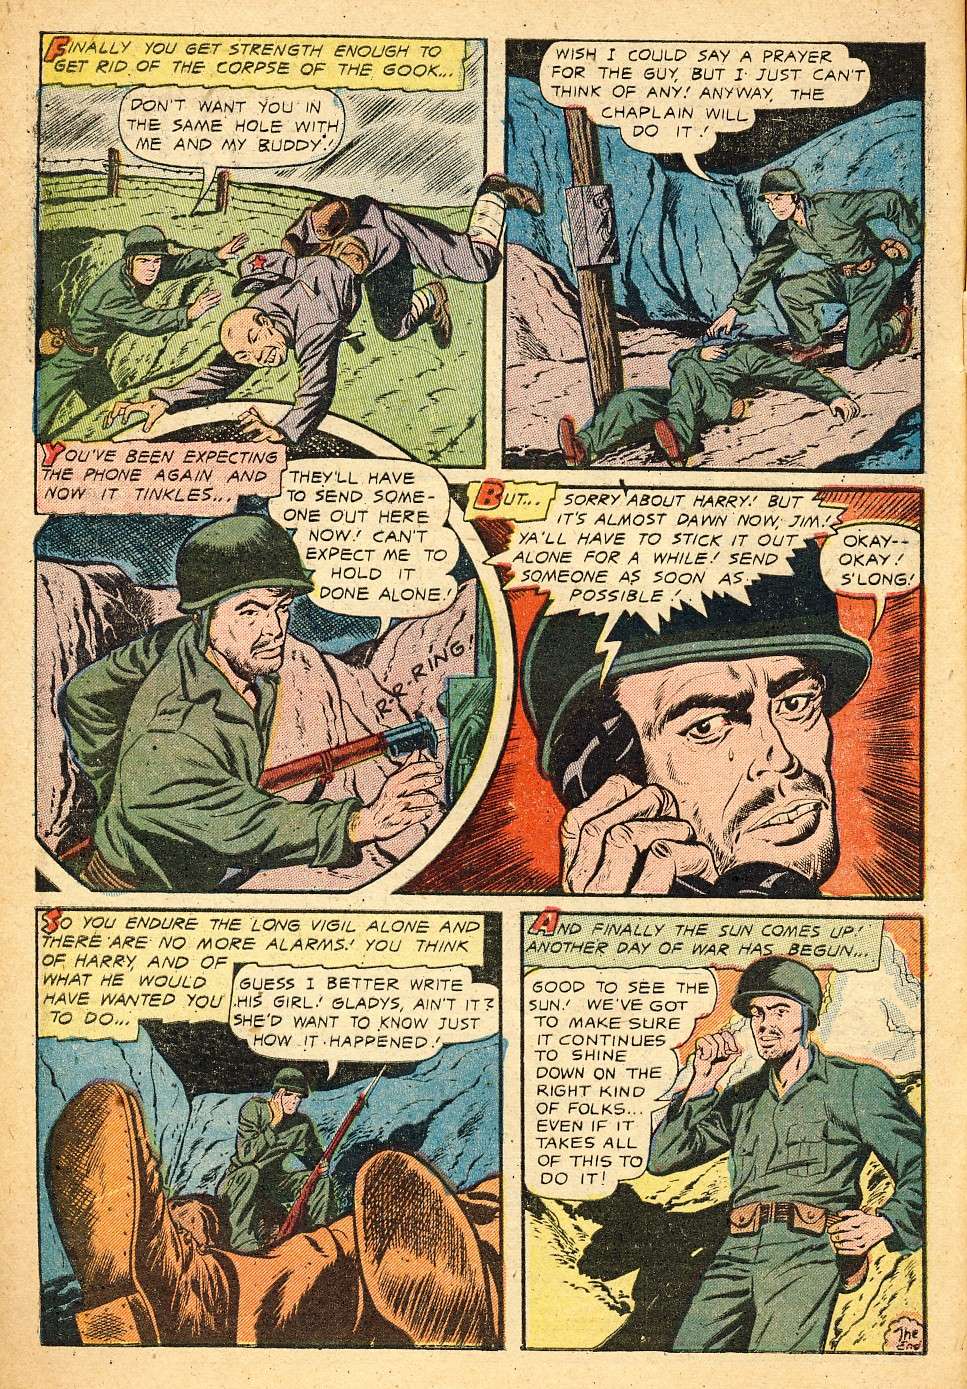 FINALLY YOU GET STRENGTH ENOUGH TO
GET RID OF THE CORPSE OF THE GOOK...
DON'T WANT YOU IN
THE SAME HOLE WITH
ME AND MY BUDDY!
WISH I COULD SAY A PRAYER
FOR THE GUY, BUT I JUST CAN'T
THINK OF ANY! ANYWAY, THE
CHAPLAIN WILL
DO IT!
YOU'VE BEEN EXPECTING
THE PHONE AGAIN AND
NOW IT TINKLES...
THEY'LL HAVE
TO SEND SOME-
ONE OUT HERE
NOW! CAN'T
EXPECT ME TO
HOLD IT
DONE ALONE!
R-R-RING!
BUT...
SORRY ABOUT HARRY! BUT
IT'S ALMOST DAWN NOW, JIM!
YA'LL HAVE TO STICK IT OUT
ALONE FOR A WHILE! SEND
SOMEONE AS SOON AS
POSSIBLE!
OKAY--
OKAY!
S'LONG!
SO YOU ENDURE THE LONG VIGIL ALONE AND
THERE ARE NO MORE ALARMS! YOU THINK
OF HARRY, AND OF
WHAT HE WOULD
HAVE WANTED YOU
TO DO...
GUESS I BETTER WRITE
HIS GIRL! GLADYS, AIN'T IT?
SHE'D WANT TO KNOW JUST
HOW IT HAPPENED!
AND FINALLY THE SUN COMES UP!
ANOTHER DAY OF WAR HAS BEGUN...
GOOD TO SEE THE
SUN! WE'VE GOT
TO MAKE SURE
IT CONTINUES
TO SHINE
DOWN ON THE
RIGHT KIND
OF FOLKS...
EVEN IF IT
TAKES ALL
OF THIS TO
DO IT!
The
End